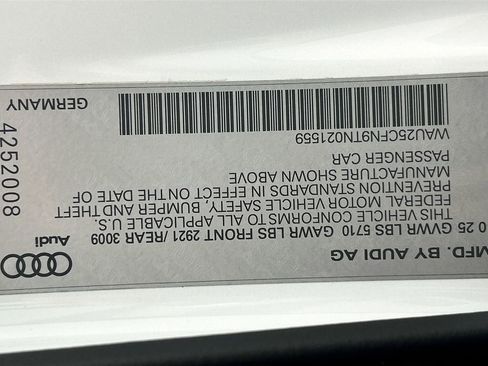 MFD. BY AUDI AG
0 25 GVWR LBS 5710 GAWR LBS FRONT 2921 /REAR 3009
THIS VEHICLE CONFORMS TO ALL APPLICABLE U.S.
FEDERAL MOTOR VEHICLE SAFETY, BUMPER AND THEFT
PREVENTION STANDARDS IN EFFECT ON THE DATE OF
MANUFACTURE SHOWN ABOVE
PASSENGER CAR
WAU25CFN9TN021559
Audi
4252008
GERMANY